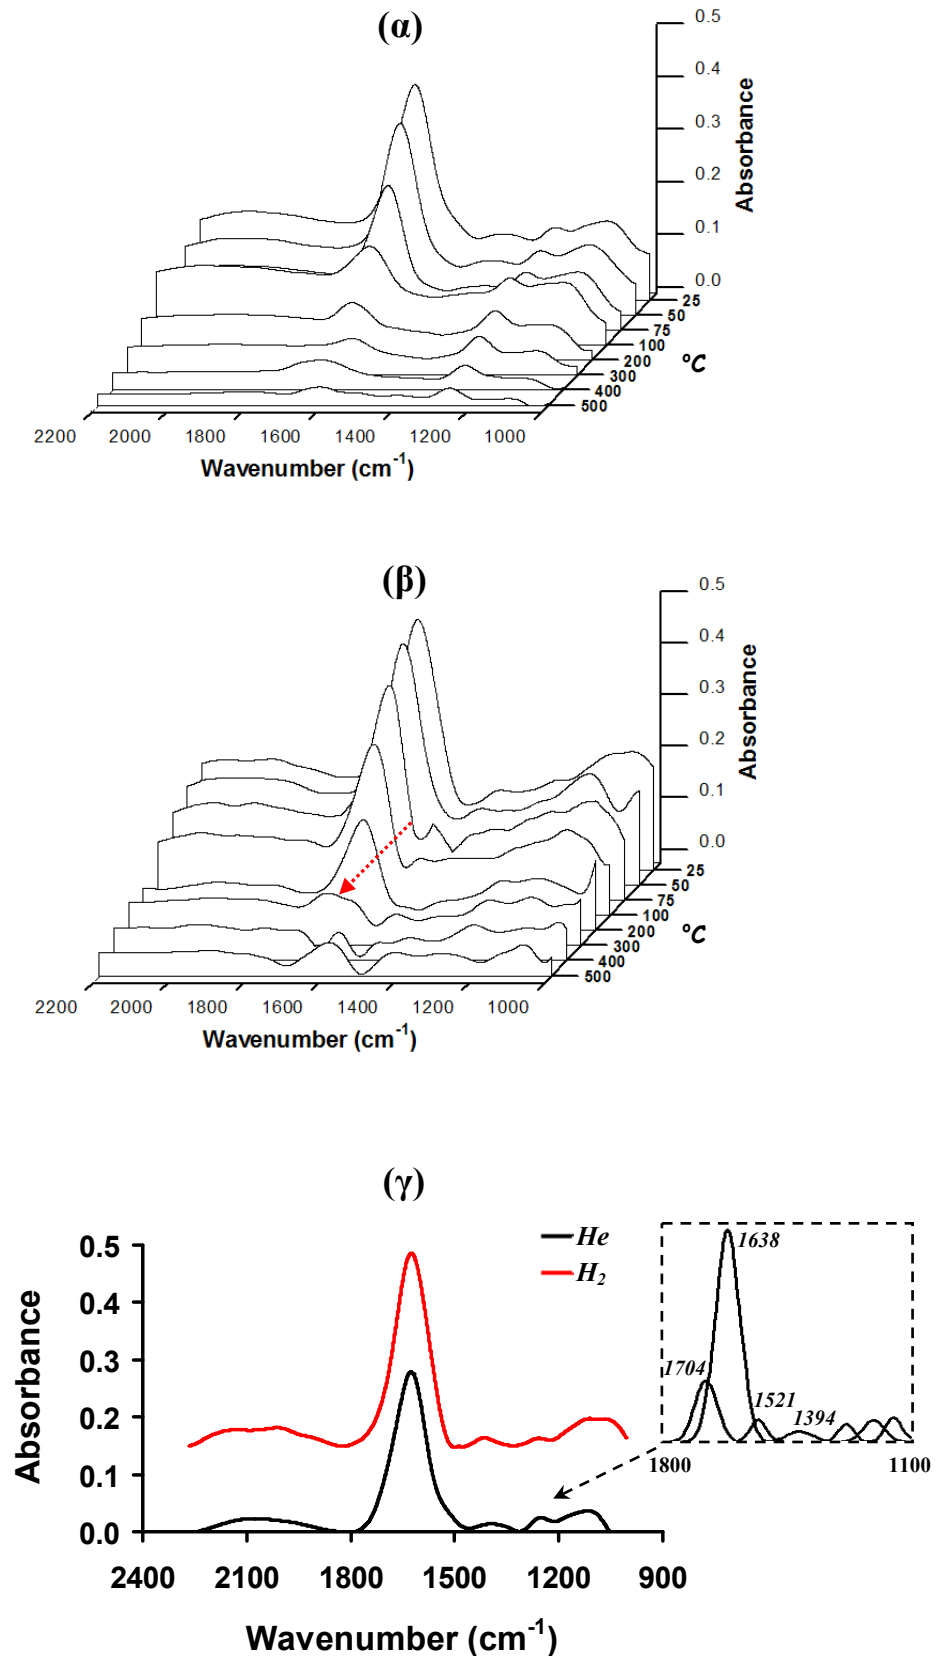 (α)
0.5
0.4
0.3
0.2
0.1
0.0
Absorbance
25
50
75
100
200
300
400
500
°C
2200 2000 1800 1600 1400 1200 1000
Wavenumber (cm-1)
(β)
0.5
0.4
0.3
0.2
0.1
0.0
Absorbance
25
50
75
100
200
300
400
500
°C
2200 2000 1800 1600 1400 1200 1000
Wavenumber (cm-1)
(γ)
He
H2
0.5
0.4
0.3
0.2
0.1
0.0
Absorbance
2400 2100 1800 1500 1200 900
Wavenumber (cm-1)
1638
1704
1521
1394
1800 1100